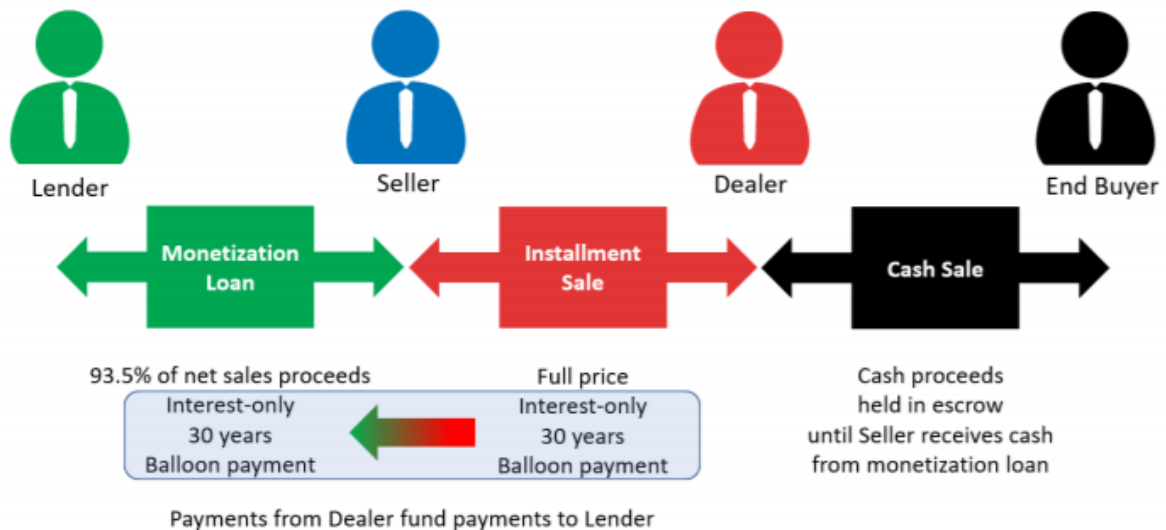 Lender
Seller
Dealer
End Buyer
Monetization
Loan
Installment
Sale
Cash Sale
93.5% of net sales proceeds
Interest-only
30 years
Balloon payment
Full price
Interest-only
30 years
Balloon payment
Cash proceeds
held in escrow
until Seller receives cash
from monetization loan
Payments from Dealer fund payments to Lender